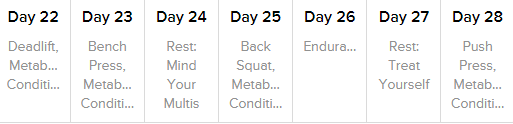 Day 22
Deadlift,
Metab...
Conditi...
Day 23
Bench
Press,
Metab...
Conditi...
Day 24
Rest:
Mind
Your
Multis
Day 25
Back
Squat,
Metab...
Conditi...
Day 26
Endura...
Day 27
Rest:
Treat
Yourself
Day 28
Push
Press,
Metab...
Conditi...